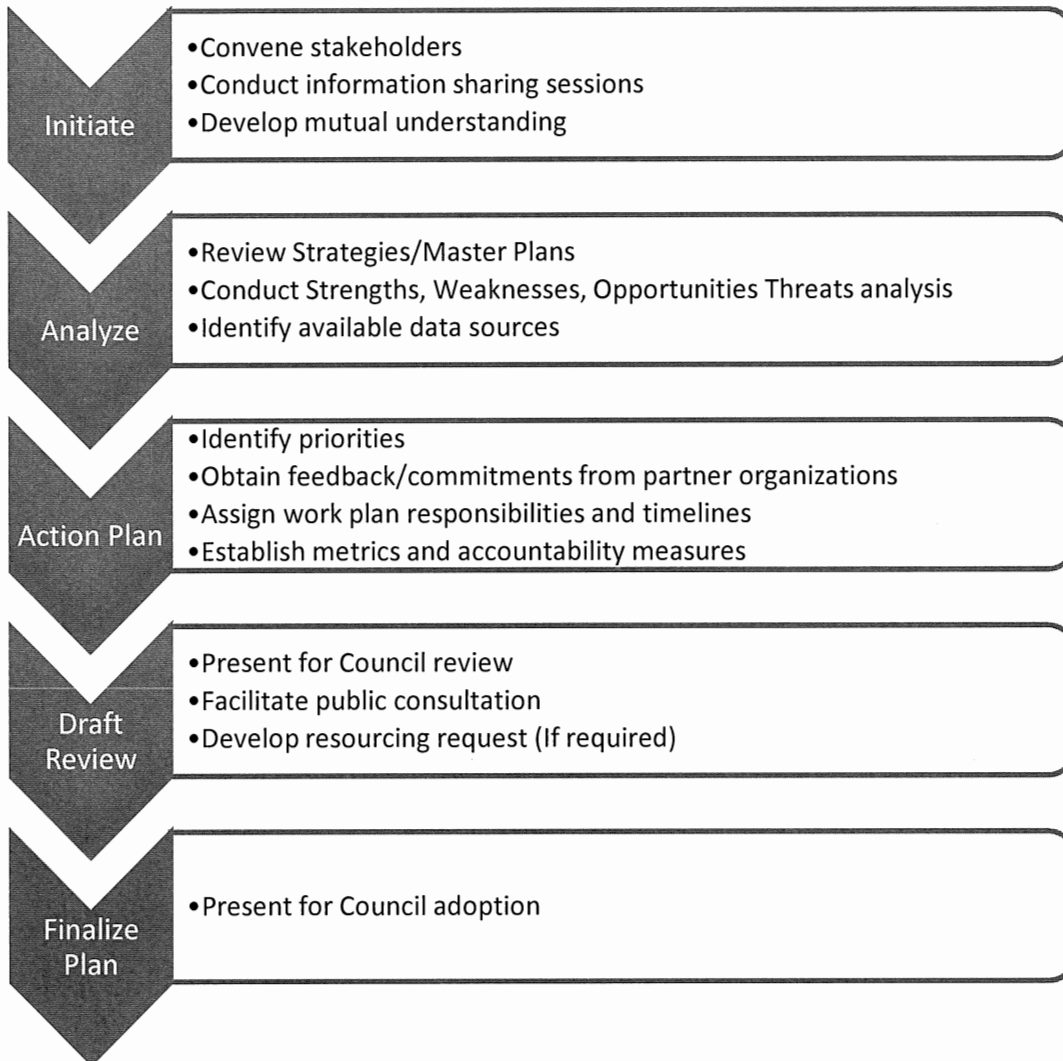 Initiate
•Convene stakeholders
•Conduct information sharing sessions
•Develop mutual understanding
Analyze
•Review Strategies/Master Plans
•Conduct Strengths, Weaknesses, Opportunities Threats analysis
•Identify available data sources
Action Plan
•Identify priorities
•Obtain feedback/commitments from partner organizations
•Assign work plan responsibilities and timelines
•Establish metrics and accountability measures
Draft
Review
•Present for Council review
•Facilitate public consultation
•Develop resourcing request (If required)
Finalize
Plan
•Present for Council adoption